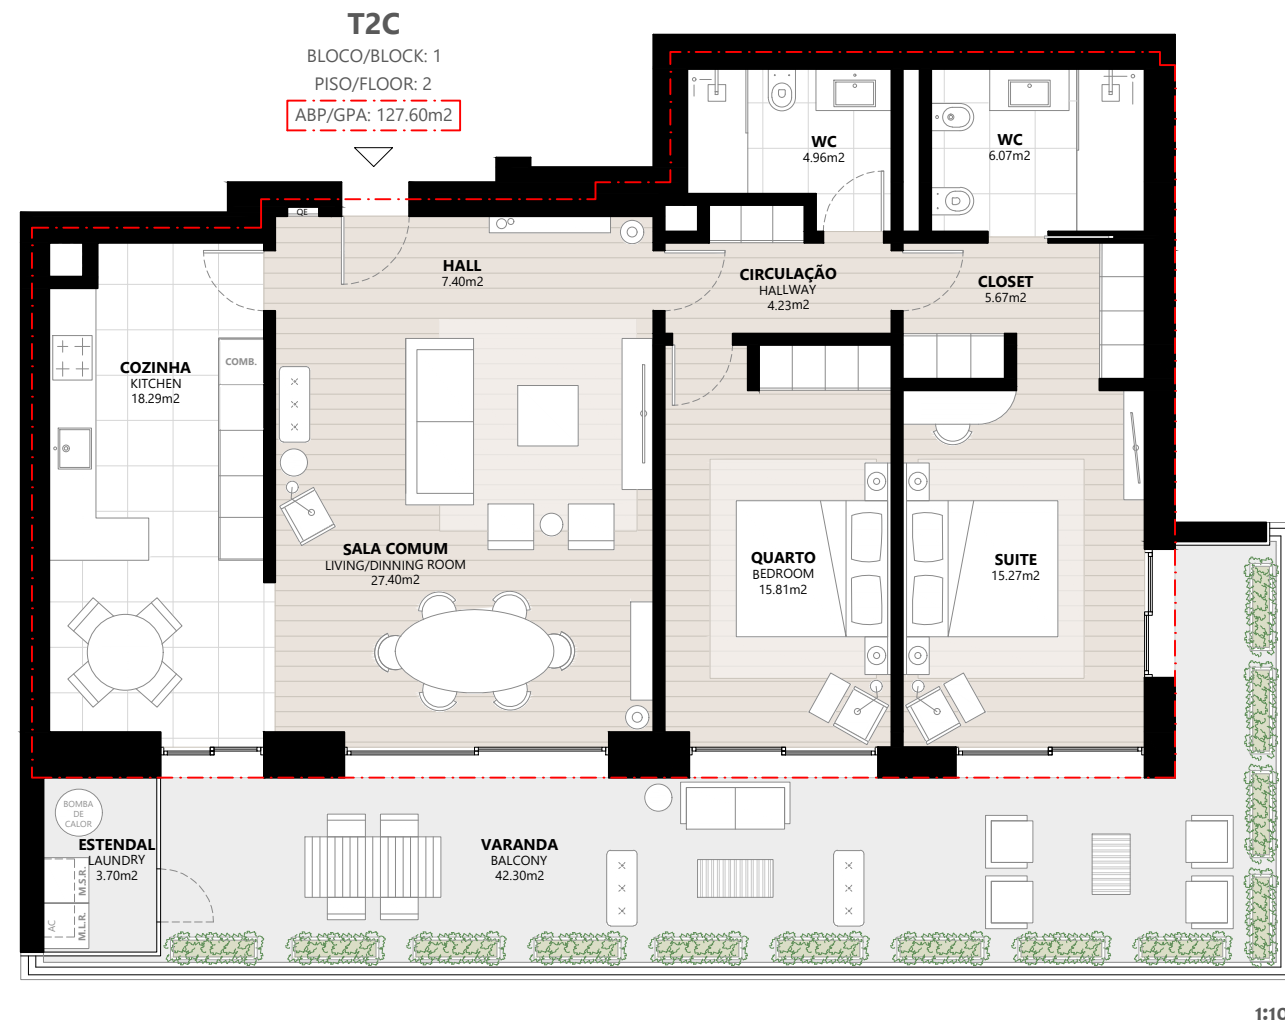 T2C
BLOCO/BLOCK: 1
PISO/FLOOR: 2
ABP/GPA: 127.60m2
QE
WC
4.96m2
WC
6.07m2
HALL
7.40m2
CIRCULAÇÃO
HALLWAY
4.23m2
CLOSET
5.67m2
COZINHA
KITCHEN
18.29m2
COMB.
SALA COMUM
LIVING/DINNING ROOM
27.40m2
QUARTO
BEDROOM
15.81m2
SUITE
15.27m2
BOMBA
DE
CALOR
ESTENDAL
LAUNDRY
3.70m2
M.S.R.
M.L.R.
AC
VARANDA
BALCONY
42.30m2